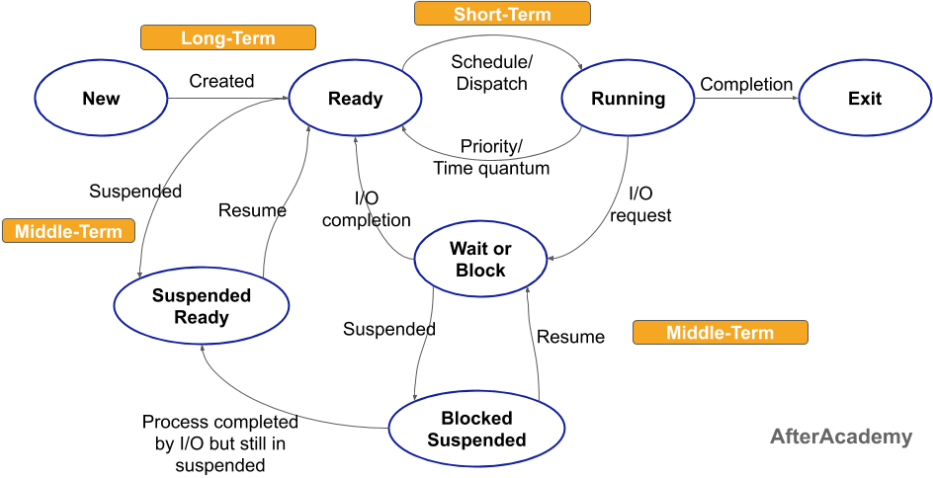 Short-Term
Long-Term
Schedule/
Dispatch
Created
Completion
New
Ready
Running
Exit
Priority/
Time quantum
Suspended
Resume
I/O
completion
I/O
request
Middle-Term
Wait or
Block
Suspended
Ready
Suspended
Resume
Middle-Term
Process completed
by I/O but still in
suspended
Blocked
Suspended
AfterAcademy